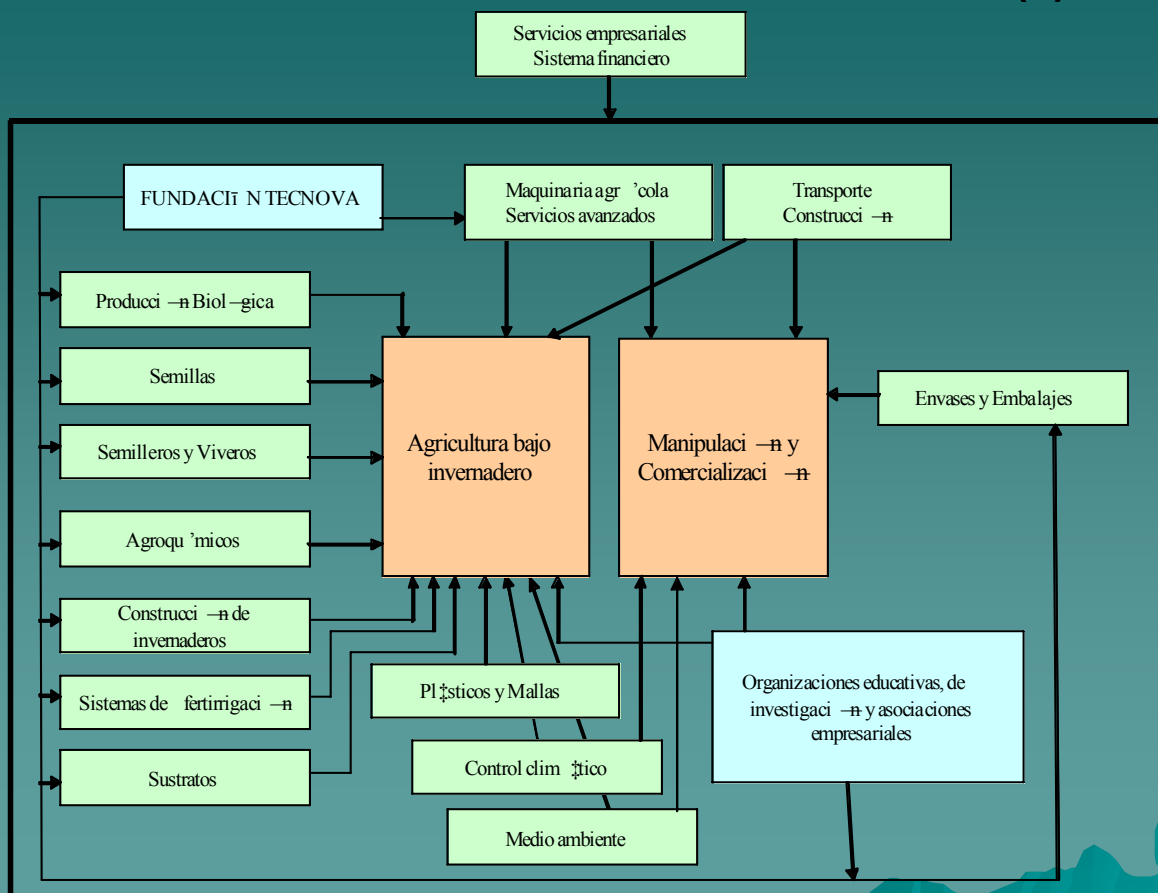 Servicios empresariales
Sistema financiero
FUNDACIī N TECNOVA
Maquinaria agr 'cola
Servicios avanzados
Transporte
Construcci —n
Producci —n Biol —gica
Semillas
Semilleros y Viveros
Agroqu 'micos
Construcci —n de
invernaderos
Sistemas de fertirrigaci —n
Sustratos
Agricultura bajo
invernadero
Manipulaci —n y
Comercializaci —n
Envases y Embalajes
Pl‡sticos y Mallas
Control clim ‡tico
Medio ambiente
Organizaciones educativas, de
investigaci —n y asociaciones
empresariales